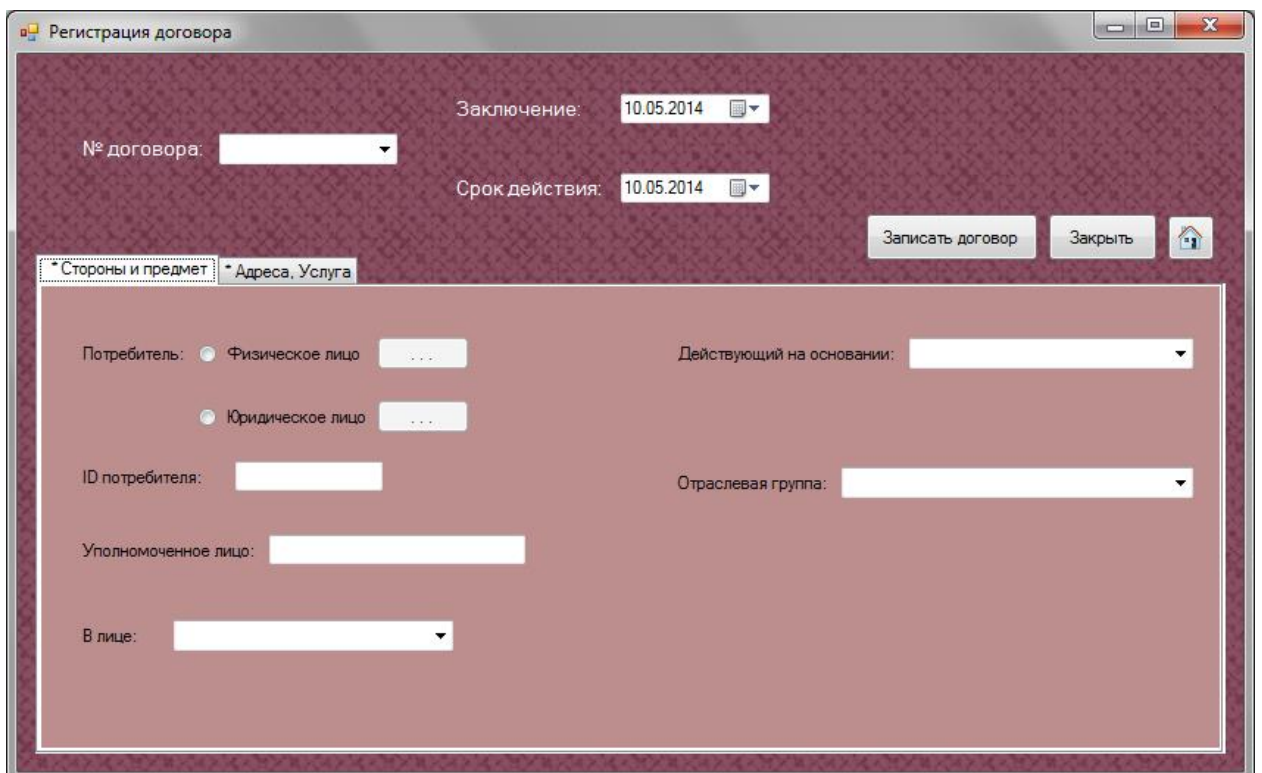 Регистрация договора
Заключение: 10.05.2014
№ договора:
Срок действия: 10.05.2014
Записать договор Закрыть
* Стороны и предмет * Адреса, Услуга
Потребитель: Физическое лицо . . . Действующий на основании:
Юридическое лицо . . .
ID потребителя: Отраслевая группа:
Уполномоченное лицо:
В лице: